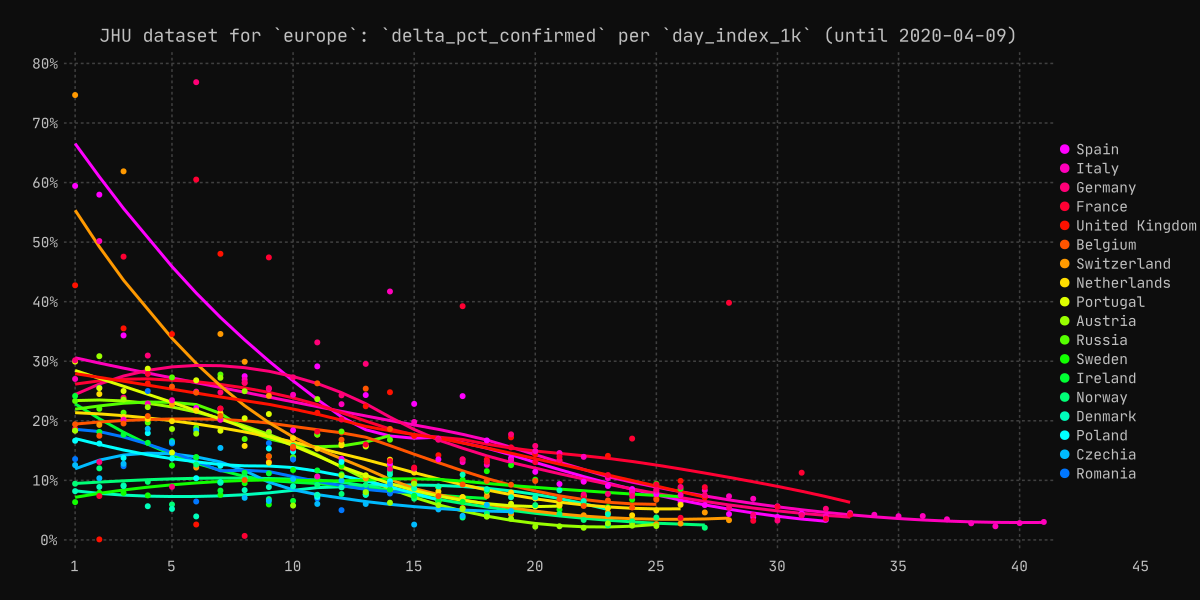 JHU dataset for `europe`: `delta_pct_confirmed` per `day_index_1k` (until 2020-04-09)
80%
70%
60%
50%
40%
30%
20%
10%
0%
1 5 10 15 20 25 30 35 40 45
Spain
Italy
Germany
France
United Kingdom
Belgium
Switzerland
Netherlands
Portugal
Austria
Russia
Sweden
Ireland
Norway
Denmark
Poland
Czechia
Romania